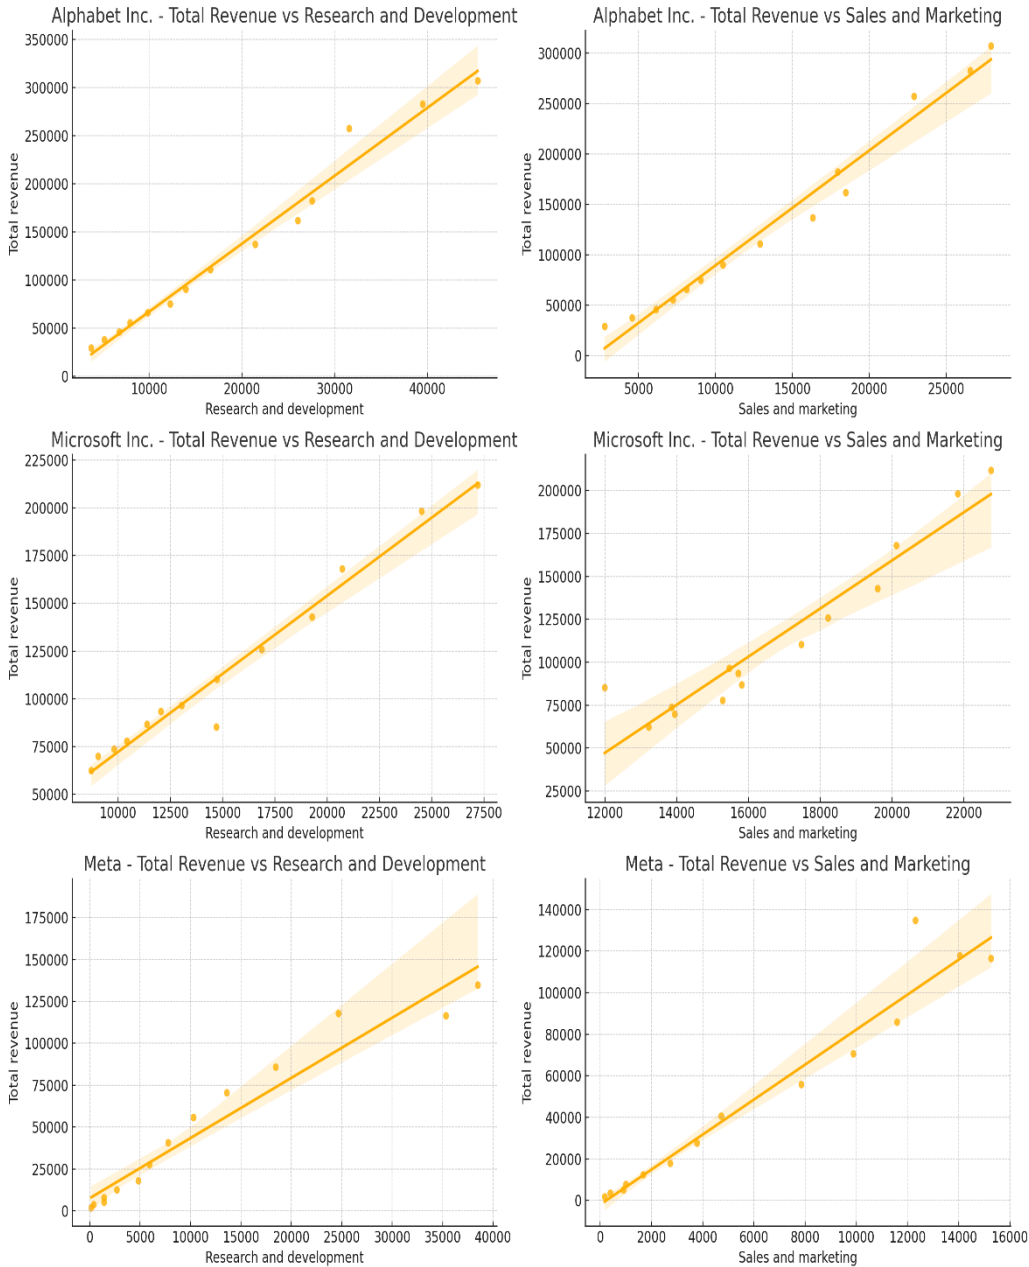 Alphabet Inc. - Total Revenue vs Research and Development
350000
300000
250000
200000
150000
100000
50000
0
Total revenue
10000 20000 30000 40000
Research and development
Alphabet Inc. - Total Revenue vs Sales and Marketing
300000
250000
200000
150000
100000
50000
0
Total revenue
5000 10000 15000 20000 25000
Sales and marketing
Microsoft Inc. - Total Revenue vs Research and Development
225000
200000
175000
150000
125000
100000
75000
50000
Total revenue
10000 12500 15000 17500 20000 22500 25000 27500
Research and development
Microsoft Inc. - Total Revenue vs Sales and Marketing
200000
175000
150000
125000
100000
75000
50000
25000
Total revenue
12000 14000 16000 18000 20000 22000
Sales and marketing
Meta - Total Revenue vs Research and Development
175000
150000
125000
100000
75000
50000
25000
0
Total revenue
0 5000 10000 15000 20000 25000 30000 35000 40000
Research and development
Meta - Total Revenue vs Sales and Marketing
140000
120000
100000
80000
60000
40000
20000
0
Total revenue
0 2000 4000 6000 8000 10000 12000 14000 16000
Sales and marketing